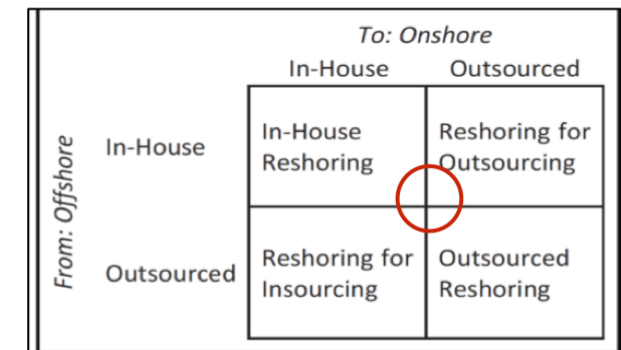 To: Onshore
In-House Outsourced
From: Offshore
In-House
In-House
Reshoring
Reshoring for
Outsourcing
Outsourced
Reshoring for
Insourcing
Outsourced
Reshoring